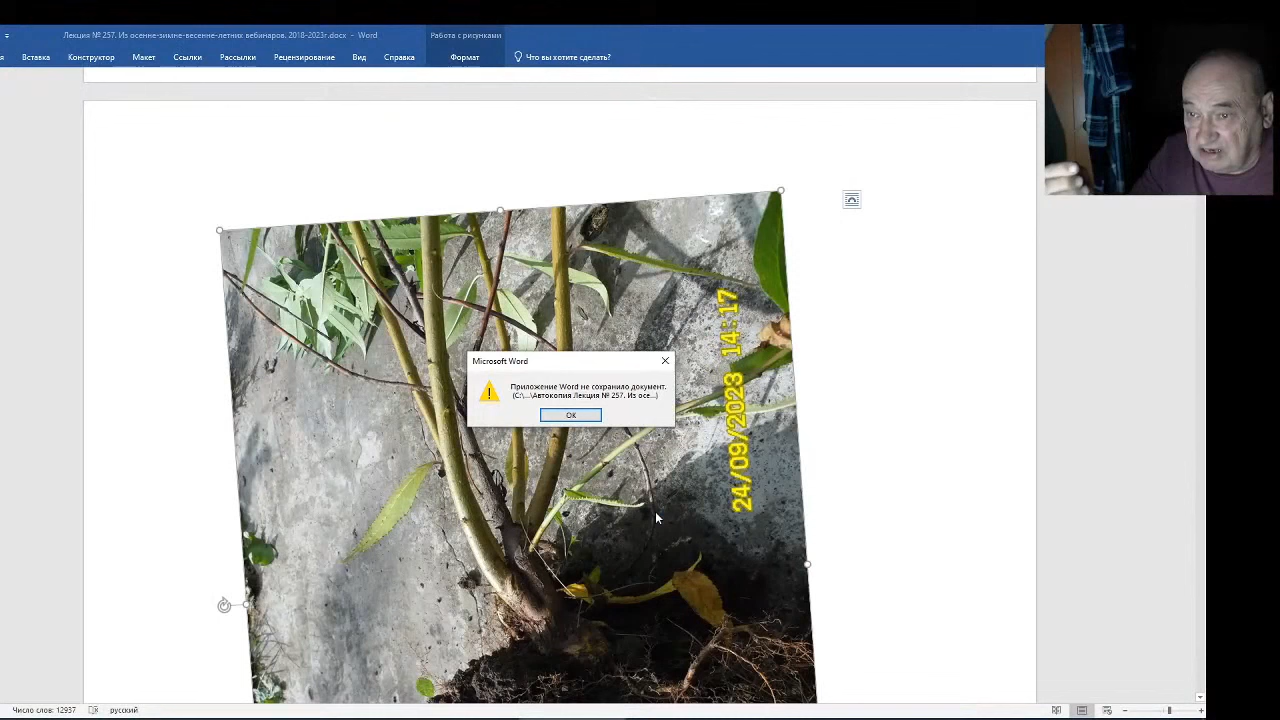 Лекция № 257. Из осенне-зимне-весенне-летних вебинаров. 2018-2023г.docx - Word
Работа с рисунками
я Вставка Конструктор Макет Ссылки Рассылки Рецензирование Вид Справка Формат Что вы хотите сделать?
Microsoft Word
Приложение Word не сохранило документ.
(C:\...\Автокопия Лекция № 257. Из осе...)
OK
24/09/2023 14:17
Число слов: 12937 русский